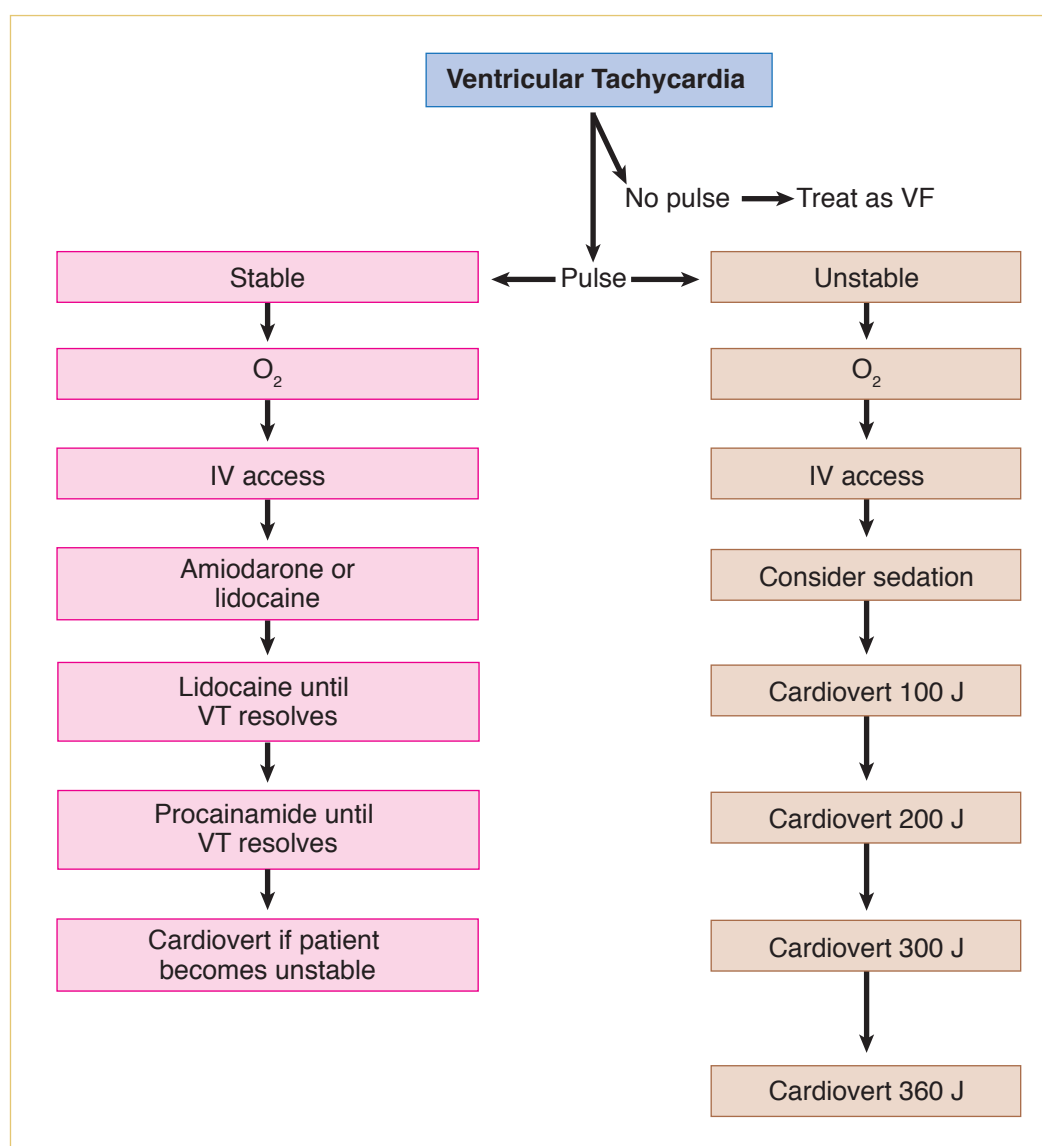 Ventricular Tachycardia
No pulse
Treat as VF
Pulse
Stable
O₂
IV access
Amiodarone or
lidocaine
Lidocaine until
VT resolves
Procainamide until
VT resolves
Cardiovert if patient
becomes unstable
Unstable
O₂
IV access
Consider sedation
Cardiovert 100 J
Cardiovert 200 J
Cardiovert 300 J
Cardiovert 360 J